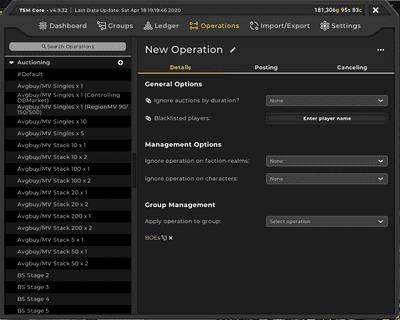 TSM Core - v4.9.32 | Last Data Update: Sat Apr 18 19:19:46 2020
181,306g 95s 83c
Dashboard
Groups
Ledger
Operations
Import/Export
Settings
Search Operations
Auctioning
#Default
Avgbuy/MV Singles x 1
Avgbuy/MV Singles x 1 (Controlling DBMarket)
Avgbuy/MV Singles x 1 (RegionMV 90/
150/500)
Avgbuy/MV Singles x 10
Avgbuy/MV Singles x 5
Avgbuy/MV Stack 10 x 1
Avgbuy/MV Stack 10 x 2
Avgbuy/MV Stack 100 x 1
Avgbuy/MV Stack 100 x 2
Avgbuy/MV Stack 20 x 1
Avgbuy/MV Stack 20 x 2
Avgbuy/MV Stack 200 x 1
Avgbuy/MV Stack 200 x 2
Avgbuy/MV Stack 5 x 1
Avgbuy/MV Stack 50 x 1
Avgbuy/MV Stack 50 x 2
BS Stage 2
BS Stage 3
BS Stage 4
BS Stage 5
New Operation
Details
Posting
Canceling
General Options
Ignore auctions by duration?
None
Blacklisted players:
Enter player name
Management Options
Ignore operation on faction-realms:
None
Ignore operation on characters:
None
Group Management
Apply operation to group:
Select operation
BOEs